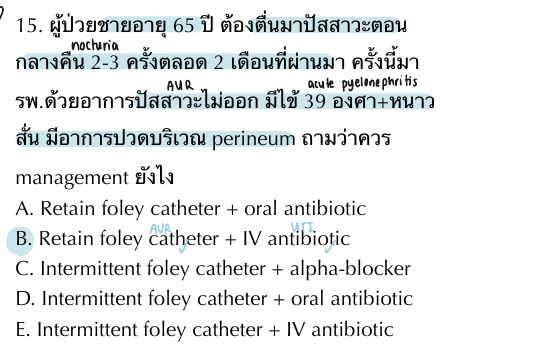 15. ผู้ป่วยชายอายุ 65 ปี ต้องตื่นมาปัสสาวะตอน
nocturia
กลางคืน 2-3 ครั้งตลอด 2 เดือนที่ผ่านมา ครั้งนี้มา
AUR acute pyelonephritis
รพ.ด้วยอาการปัสสาวะไม่ออก มีไข้ 39 องศา+หนาว
สั่น มีอาการปวดบริเวณ perineum ถามว่าควร
management ยังไง
A. Retain foley catheter + oral antibiotic
AUR UTI
B. Retain foley catheter + IV antibiotic
C. Intermittent foley catheter + alpha-blocker
D. Intermittent foley catheter + oral antibiotic
E. Intermittent foley catheter + IV antibiotic